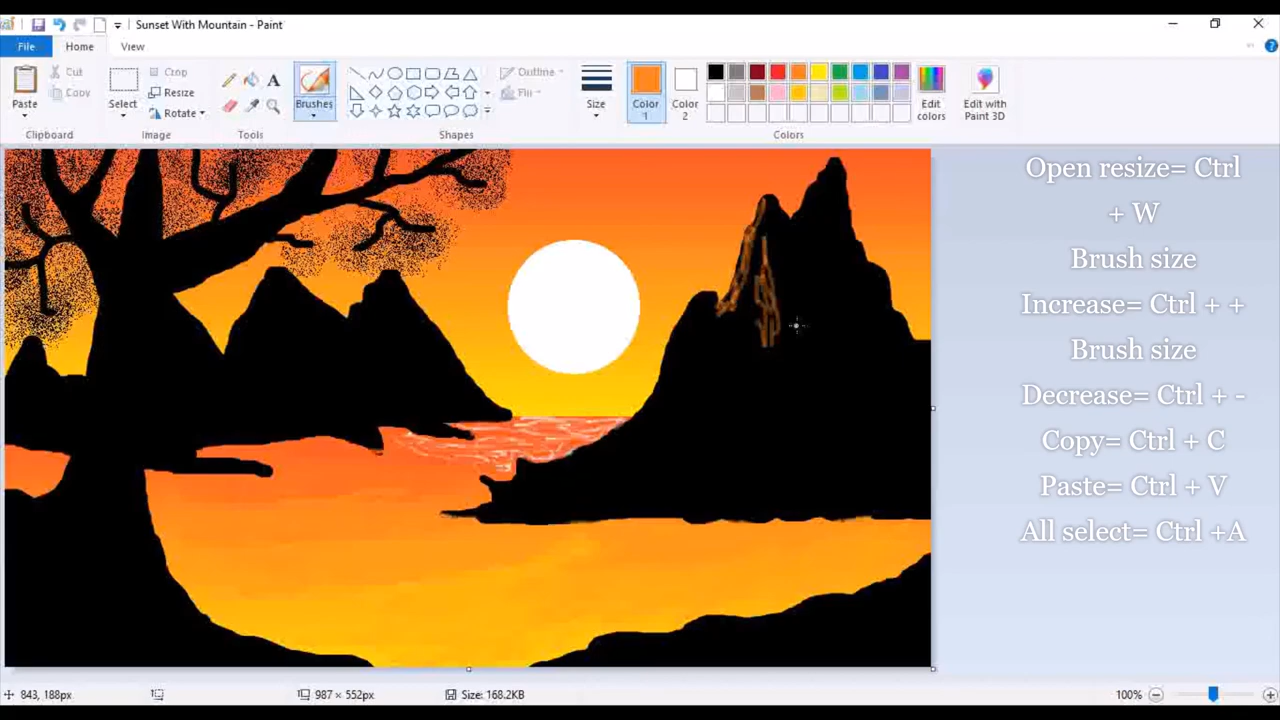 Sunset With Mountain - Paint
File Home View
Paste
Cut
Copy
Clipboard
Select
Crop
Resize
Rotate
Image
Tools
Brushes
Shapes
Outline
Fill
Size
Color 1
Color 2
Colors
Edit colors
Edit with Paint 3D
Open resize= Ctrl
+ W
Brush size
Increase= Ctrl + +
Brush size
Decrease= Ctrl + -
Copy= Ctrl + C
Paste= Ctrl + V
All select= Ctrl +A
843, 188px
987 × 552px
Size: 168.2KB
100%